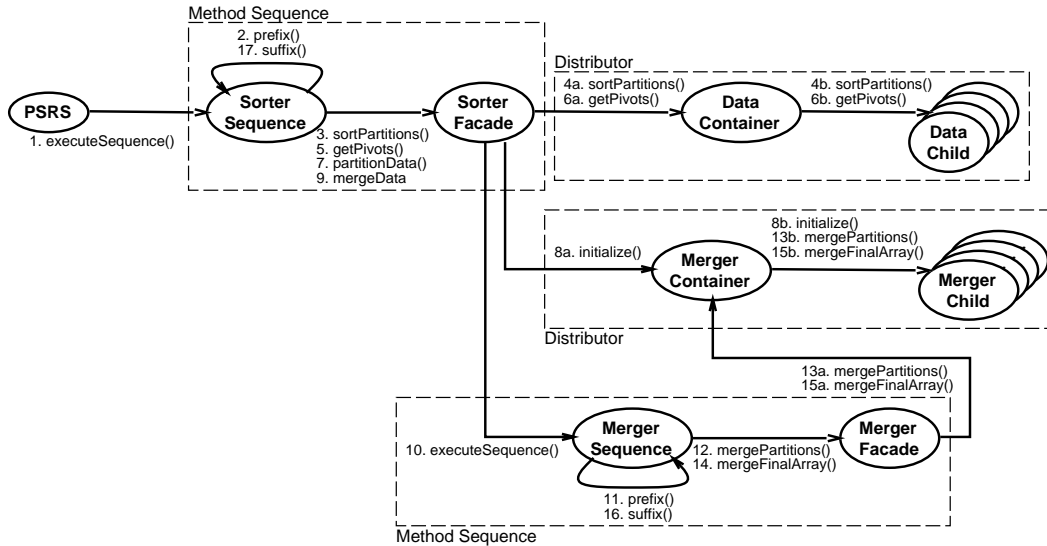 Method Sequence
2. prefix()
17. suffix()
PSRS
1. executeSequence()
Sorter
Sequence
3. sortPartitions()
5. getPivots()
7. partitionData()
9. mergeData
Sorter
Facade
Distributor
4a. sortPartitions()
6a. getPivots()
Data
Container
4b. sortPartitions()
6b. getPivots()
Data
Child
8a. initialize()
Merger
Container
8b. initialize()
13b. mergePartitions()
15b. mergeFinalArray()
Merger
Child
Distributor
13a. mergePartitions()
15a. mergeFinalArray()
10. executeSequence()
Merger
Sequence
12. mergePartitions()
14. mergeFinalArray()
Merger
Facade
11. prefix()
16. suffix()
Method Sequence